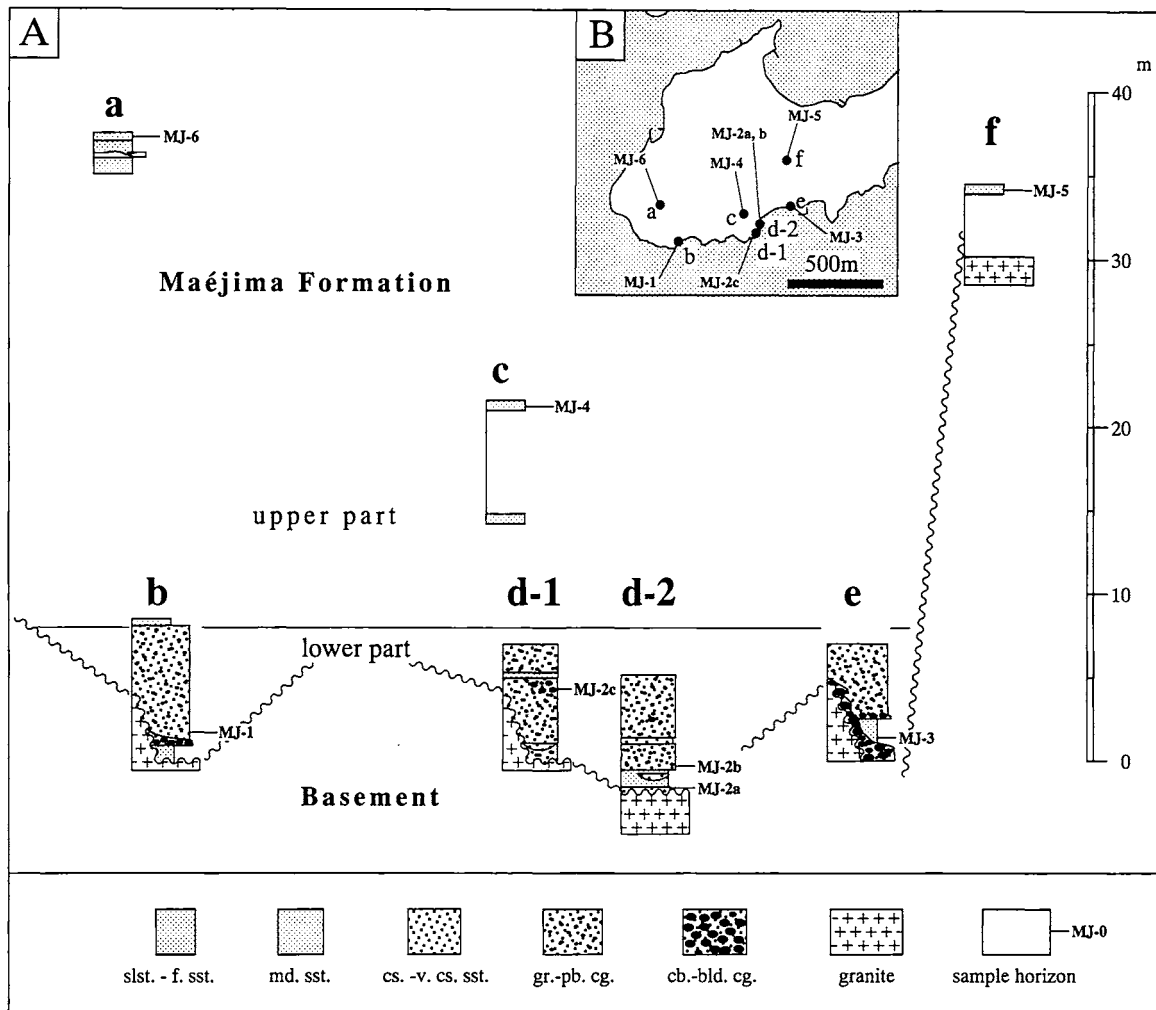 A
B
m
40
a
MJ-6
MJ-5
MJ-2a, b
MJ-6
MJ-4
f
a
c
e
d-2
b
d-1
MJ-3
MJ-1
MJ-2c
500m
f
MJ-5
30
Maéjima Formation
c
MJ-4
20
upper part
b
d-1
d-2
e
10
lower part
MJ-2c
MJ-1
MJ-3
MJ-2b
0
MJ-2a
Basement
MJ-0
slst. - f. sst.
md. sst.
cs. -v. cs. sst.
gr.-pb. cg.
cb.-bld. cg.
granite
sample horizon